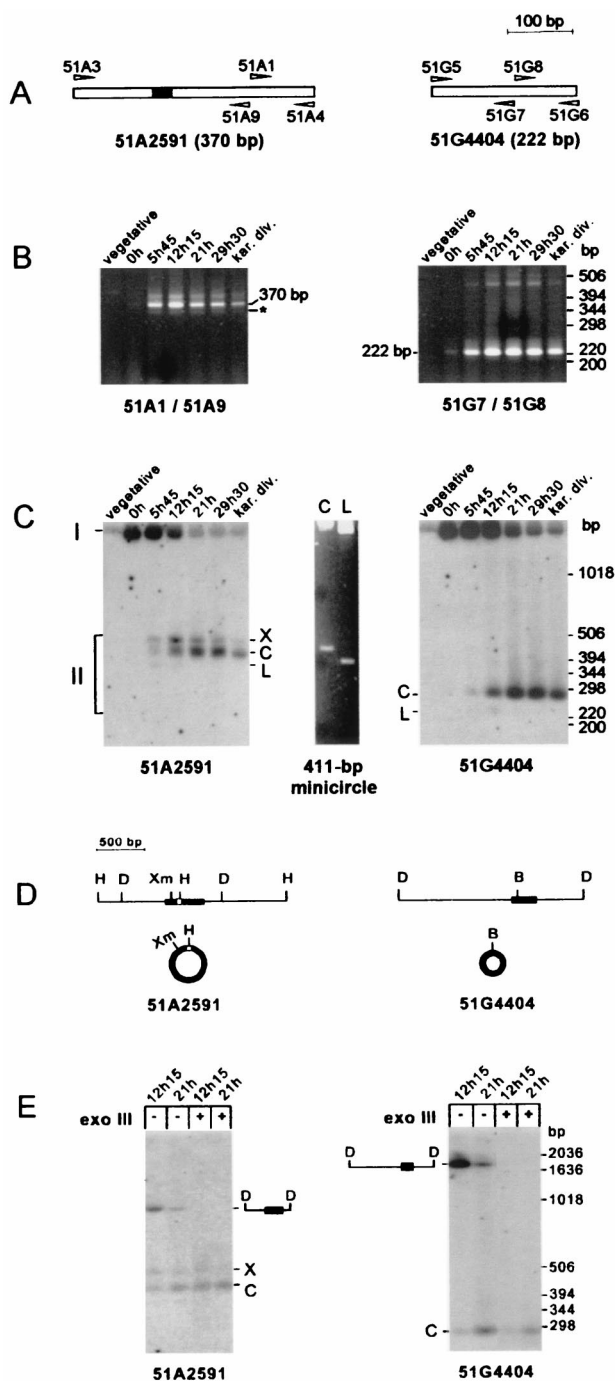 100 bp
51A3 51A1 51G5 51G8
A
51A9 51A4 51G7 51G6
51A2591 (370 bp) 51G4404 (222 bp)
B
vegetative 0h 5h45 12h15 21h 29h30 kar. div. vegetative 0h 5h45 12h15 21h 29h30 kar. div. bp
370 bp
*
506
394
344
298
222 bp 220
200
51A1 / 51A9 51G7 / 51G8
C
vegetative 0h 5h45 12h15 21h 29h30 kar. div. C L vegetative 0h 5h45 12h15 21h 29h30 kar. div.
I bp
1018
II X 506
C 394
L 344
C 298
L 220
200
51A2591 411-bp minicircle 51G4404
500 bp
D
H D Xm H D H D B D
Xm H B
51A2591 51G4404
E
12h15 21h 12h15 21h 12h15 21h 12h15 21h
exo III - - + + exo III - - + + bp
D D D D 2036
1636
1018
X 506
C 394
344
C 298
51A2591 51G4404